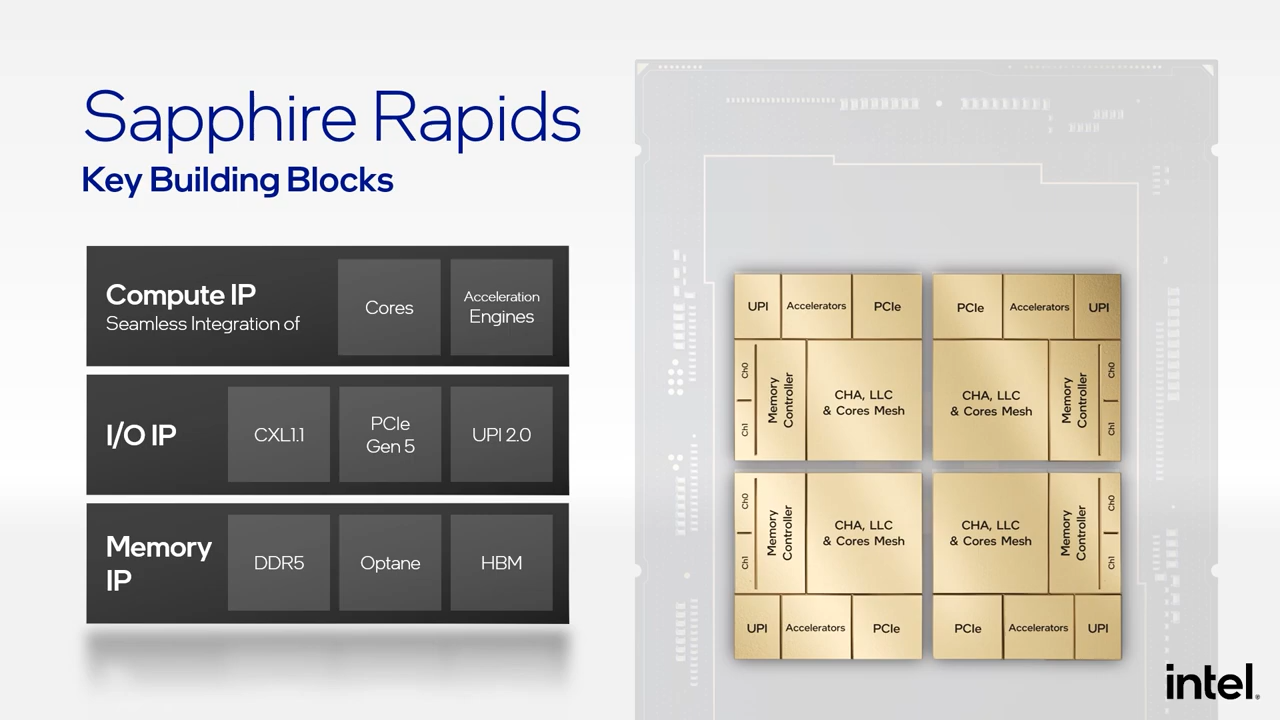 Sapphire Rapids
Key Building Blocks
Compute IP
Seamless Integration of
Cores
Acceleration
Engines
I/O IP
CXL1.1
PCIe
Gen 5
UPI 2.0
Memory
IP
DDR5
Optane
HBM
UPI
Accelerators
PCIe
Ch0
Ch1
Memory
Controller
CHA, LLC
& Cores Mesh
PCIe
Accelerators
UPI
CHA, LLC
& Cores Mesh
Memory
Controller
Ch0
Ch1
Ch0
Ch1
Memory
Controller
CHA, LLC
& Cores Mesh
UPI
Accelerators
PCIe
CHA, LLC
& Cores Mesh
Memory
Controller
Ch0
Ch1
PCIe
Accelerators
UPI
intel.